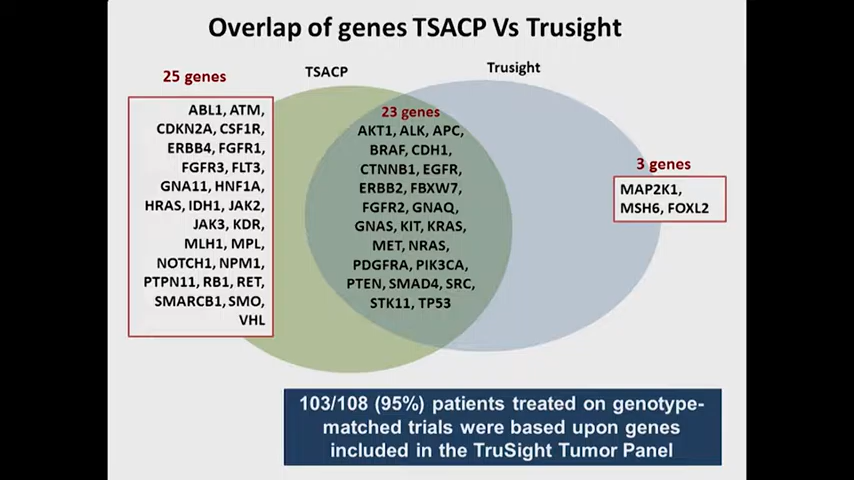 Overlap of genes TSACP Vs Trusight
25 genes
TSACP
Trusight
ABL1, ATM,
CDKN2A, CSF1R,
ERBB4, FGFR1,
FGFR3, FLT3,
GNA11, HNF1A,
HRAS, IDH1, JAK2,
JAK3, KDR,
MLH1, MPL,
NOTCH1, NPM1,
PTPN11, RB1, RET,
SMARCB1, SMO,
VHL
23 genes
AKT1, ALK, APC,
BRAF, CDH1,
CTNNB1, EGFR,
ERBB2, FBXW7,
FGFR2, GNAQ,
GNAS, KIT, KRAS,
MET, NRAS,
PDGFRA, PIK3CA,
PTEN, SMAD4, SRC,
STK11, TP53
3 genes
MAP2K1,
MSH6, FOXL2
103/108 (95%) patients treated on genotype-
matched trials were based upon genes
included in the TruSight Tumor Panel